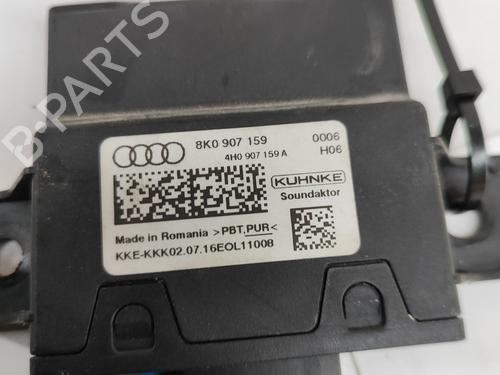 8K0 907 159 0006
4H0 907 159 A H06
KUHNKE
Soundaktor
Made in Romania >PBT,PUR<
KKE-KKK02.07.16EOL11008
B-PARTS